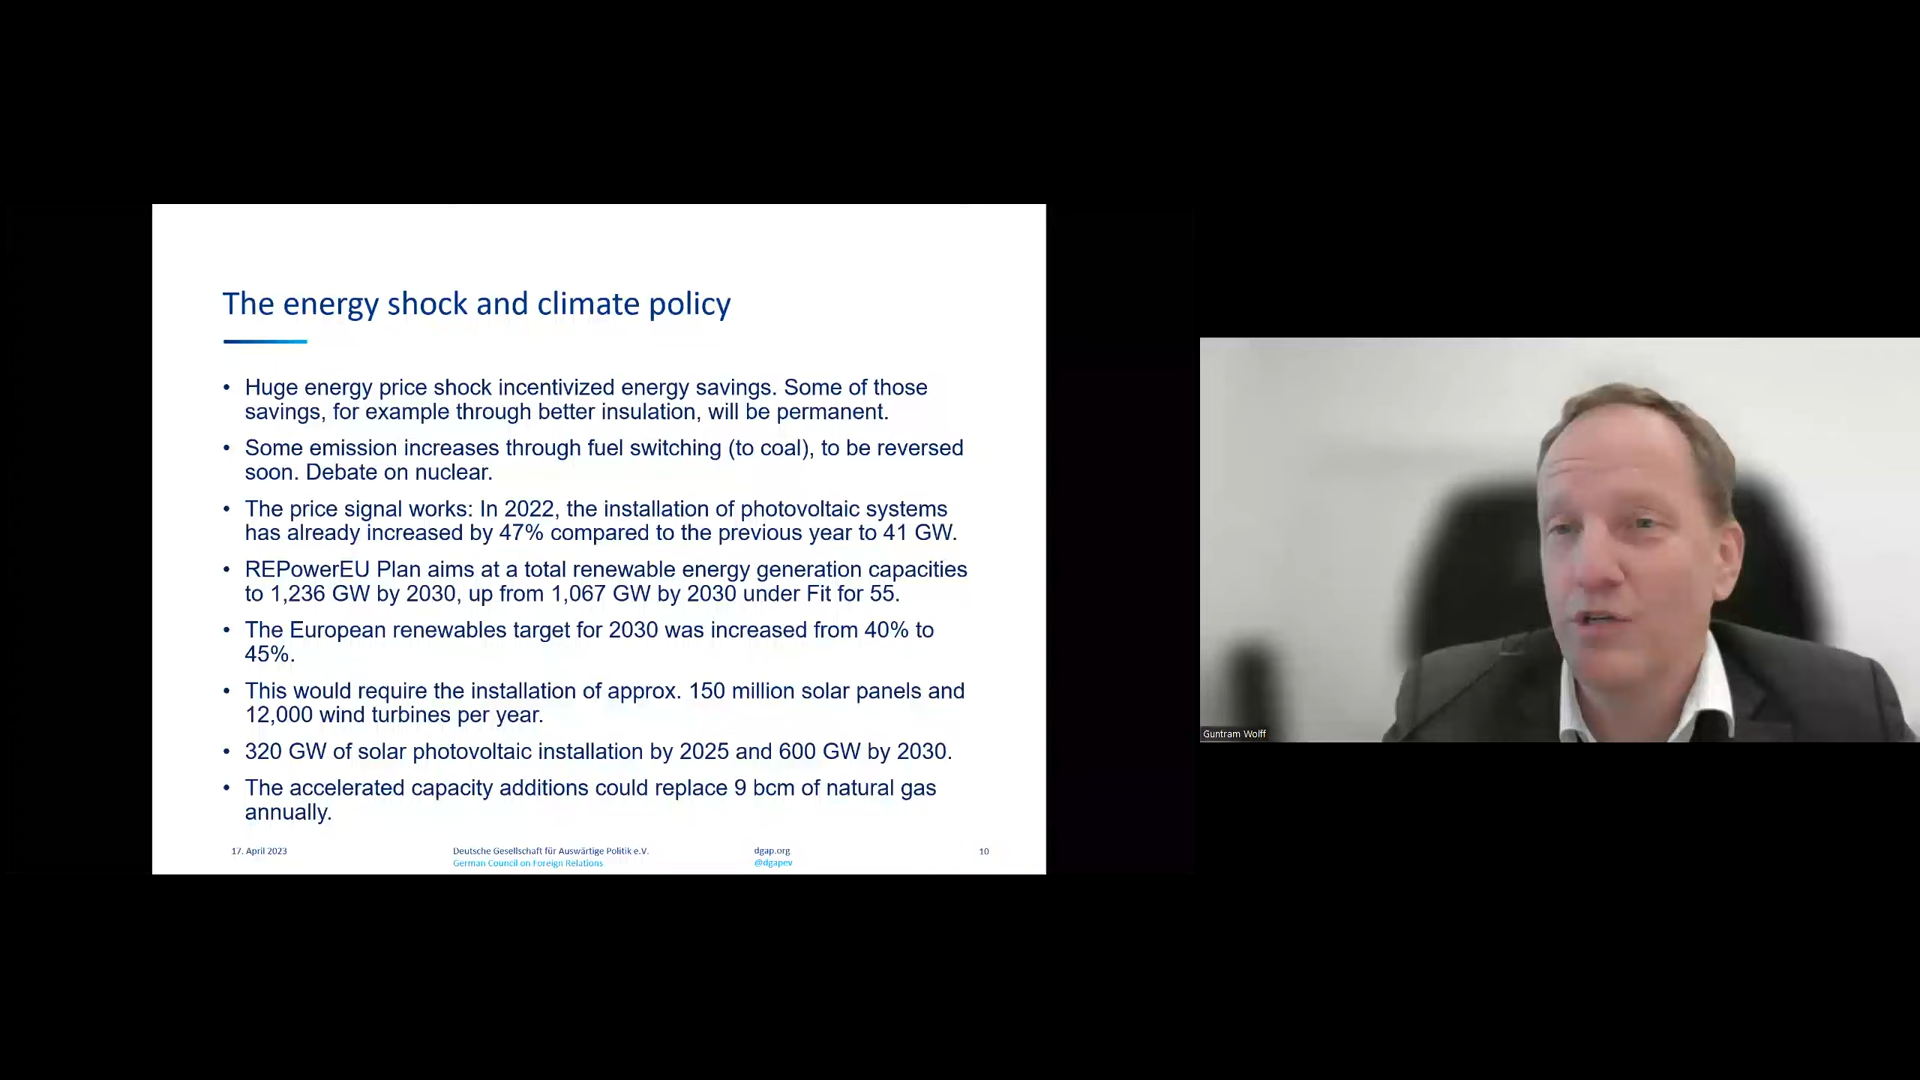 The energy shock and climate policy
• Huge energy price shock incentivized energy savings. Some of those
savings, for example through better insulation, will be permanent.
• Some emission increases through fuel switching (to coal), to be reversed
soon. Debate on nuclear.
• The price signal works: In 2022, the installation of photovoltaic systems
has already increased by 47% compared to the previous year to 41 GW.
• REPowerEU Plan aims at a total renewable energy generation capacities
to 1,236 GW by 2030, up from 1,067 GW by 2030 under Fit for 55.
• The European renewables target for 2030 was increased from 40% to
45%.
• This would require the installation of approx. 150 million solar panels and
12,000 wind turbines per year.
• 320 GW of solar photovoltaic installation by 2025 and 600 GW by 2030.
• The accelerated capacity additions could replace 9 bcm of natural gas
annually.
17. April 2023
Deutsche Gesellschaft für Auswärtige Politik e.V.
German Council on Foreign Relations
dgap.org
@dgapev
10
Guntram Wolff